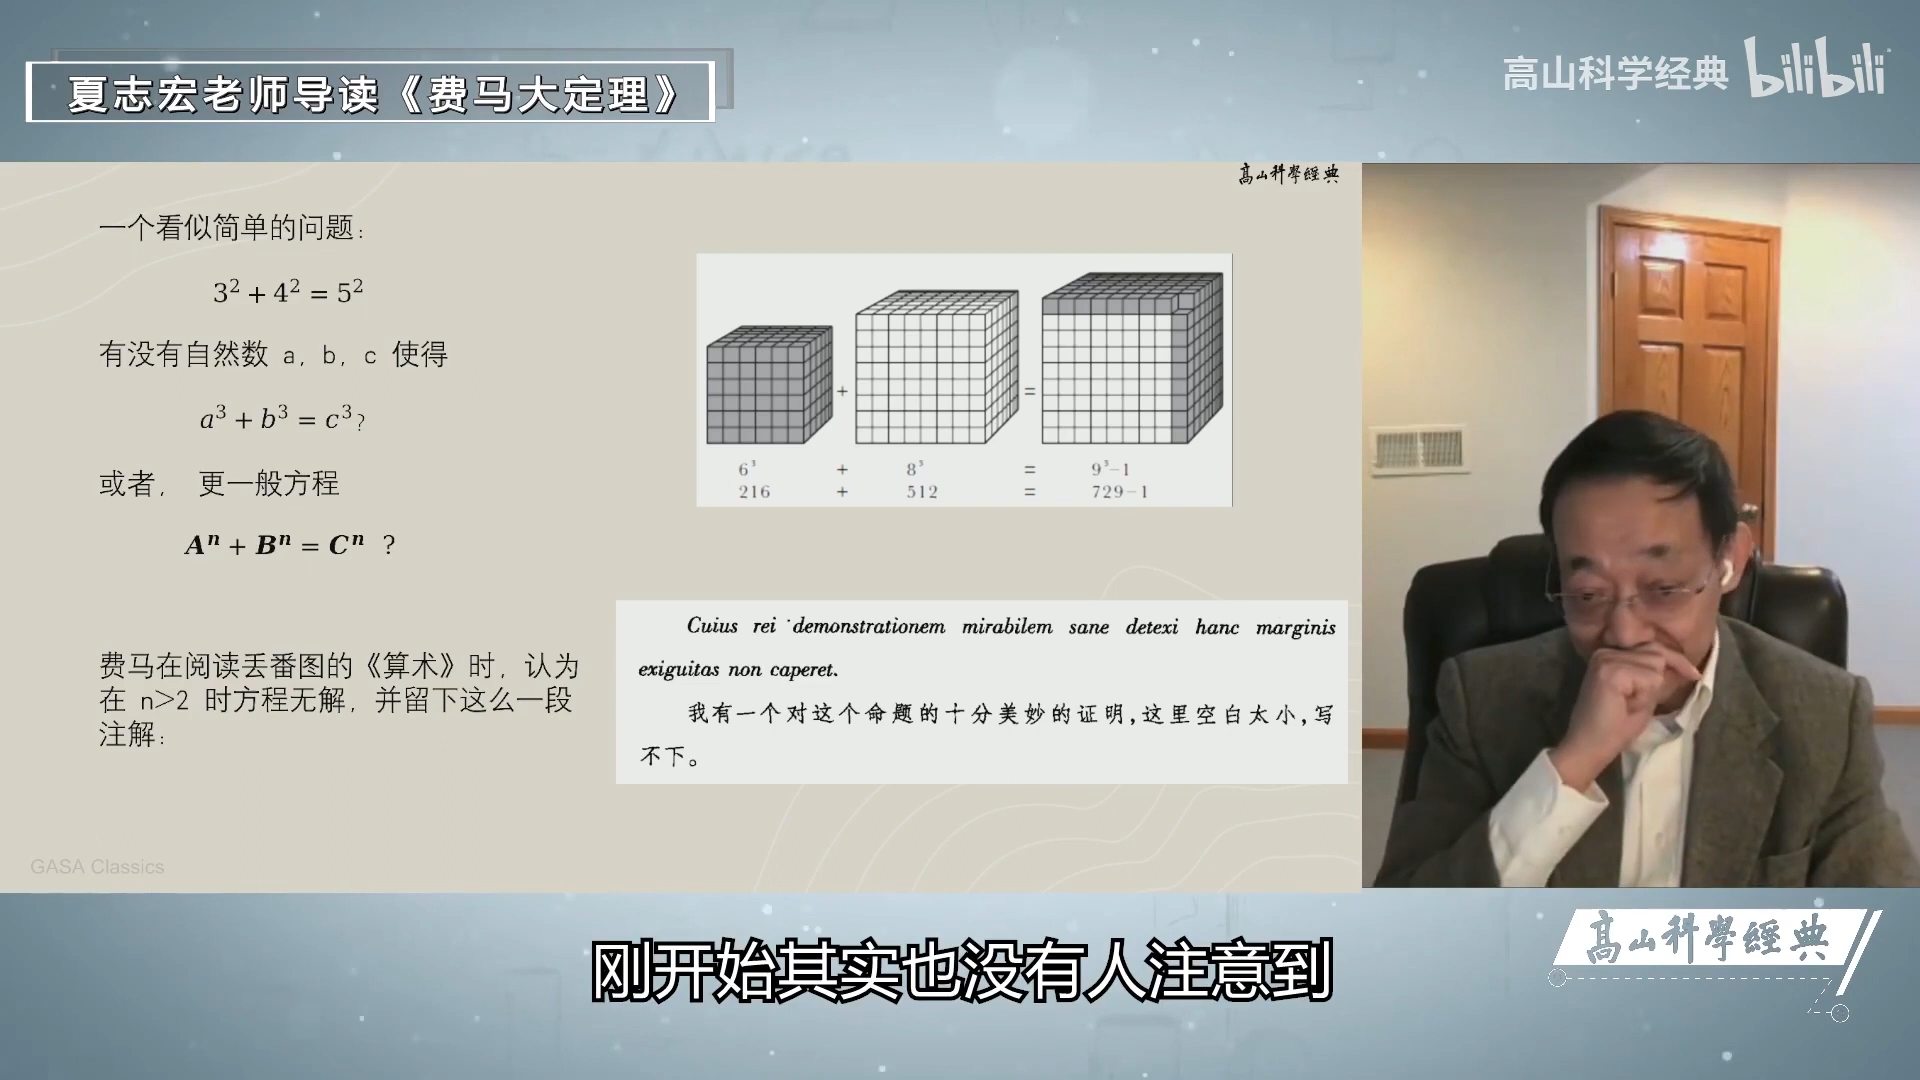 夏志宏老师导读《费马大定理》
高山科学经典 bilibili
高山科學經典
一个看似简单的问题：
3² + 4² = 5²
有没有自然数 a，b，c 使得
a³ + b³ = c³？
或者， 更一般方程
Aⁿ + Bⁿ = Cⁿ ？
+ =
6³ + 8³ = 9³−1
216 + 512 = 729−1
费马在阅读丢番图的《算术》时，认为
在 n>2 时方程无解，并留下这么一段
注解：
Cuius rei demonstrationem mirabilem sane detexi hanc marginis
exiguitas non caperet.
我有一个对这个命题的十分美妙的证明,这里空白太小,写
不下。
GASA Classics
刚开始其实也没有人注意到
高山科學經典